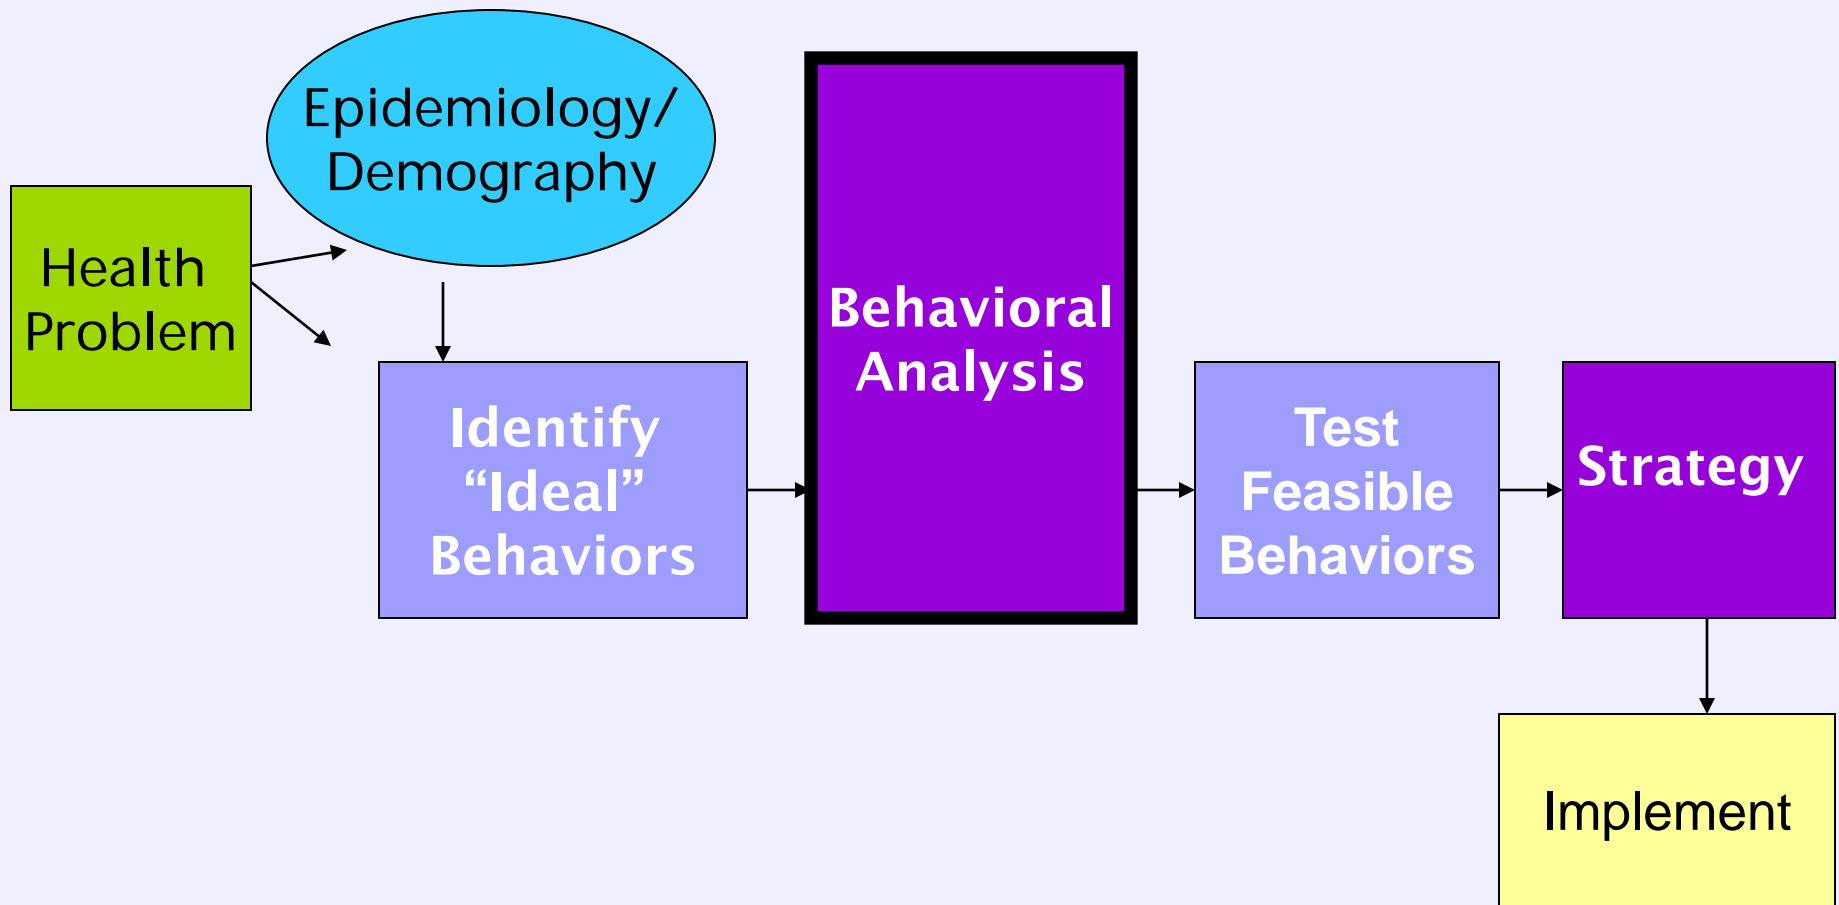 Epidemiology/
Demography
Health
Problem
Identify
“Ideal”
Behaviors
Behavioral
Analysis
Test
Feasible
Behaviors
Strategy
Implement